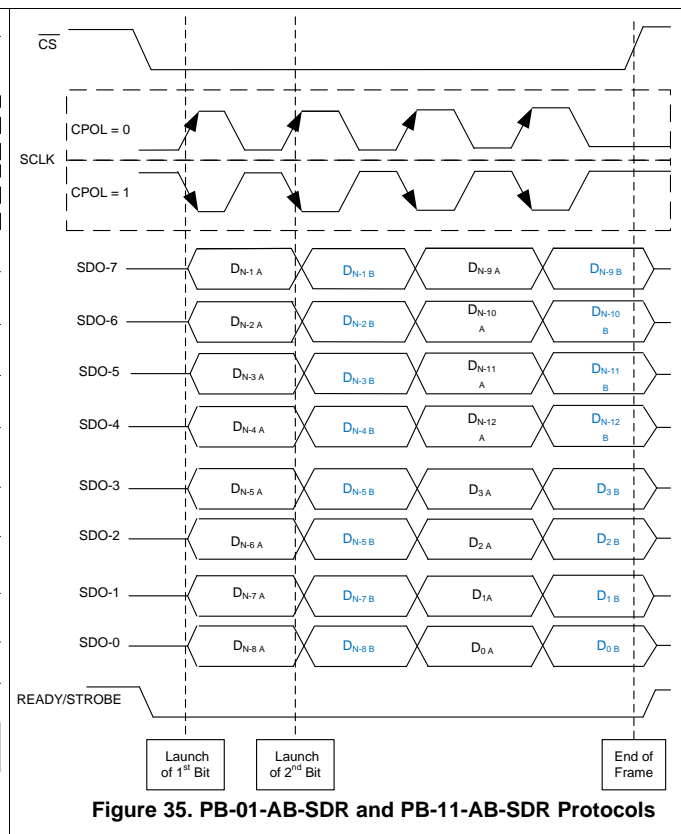 CS
CPOL = 0
SCLK
CPOL = 1
SDO-7 DN-1 A DN-1 B DN-9 A DN-9 B
SDO-6 DN-2 A DN-2 B DN-10 A DN-10 B
SDO-5 DN-3 A DN-3 B DN-11 A DN-11 B
SDO-4 DN-4 A DN-4 B DN-12 A DN-12 B
SDO-3 DN-5 A DN-5 B D3 A D3 B
SDO-2 DN-6 A DN-5 B D2 A D2 B
SDO-1 DN-7 A DN-7 B D1A D1 B
SDO-0 DN-8 A DN-8 B D0 A D0 B
READY/STROBE
Launch of 1st Bit
Launch of 2nd Bit
End of Frame
Figure 35. PB-01-AB-SDR and PB-11-AB-SDR Protocols